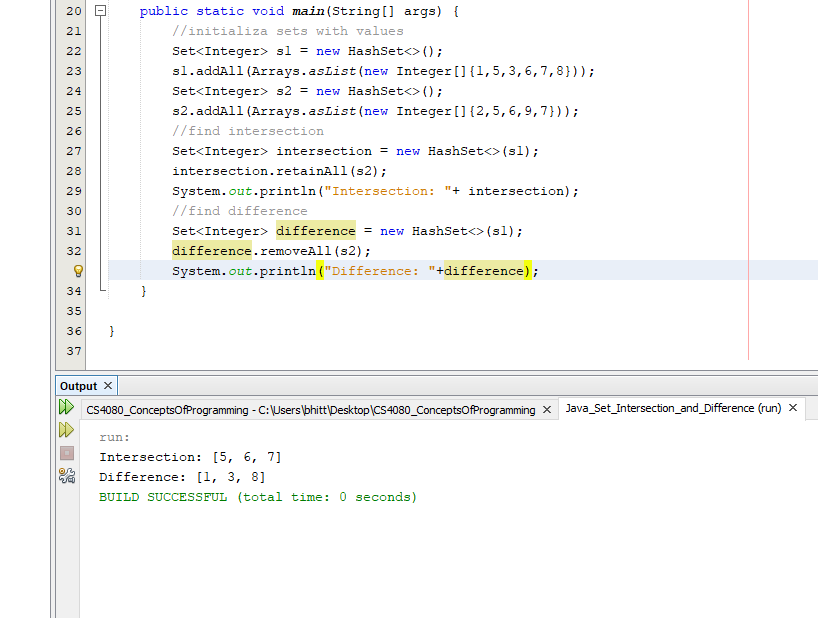 20 public static void main(String[] args) {
21 //initializa sets with values
22 Set<Integer> s1 = new HashSet<>();
23 s1.addAll(Arrays.asList(new Integer[]{1,5,3,6,7,8}));
24 Set<Integer> s2 = new HashSet<>();
25 s2.addAll(Arrays.asList(new Integer[]{2,5,6,9,7}));
26 //find intersection
27 Set<Integer> intersection = new HashSet<>(s1);
28 intersection.retainAll(s2);
29 System.out.println("Intersection: "+ intersection);
30 //find difference
31 Set<Integer> difference = new HashSet<>(s1);
32 difference.removeAll(s2);
System.out.println("Difference: "+difference);
34 }
35
36 }
37
Output
CS4080_ConceptsOfProgramming - C:\Users\bhitt\Desktop\CS4080_ConceptsOfProgramming Java_Set_Intersection_and_Difference (run)
run:
Intersection: [5, 6, 7]
Difference: [1, 3, 8]
BUILD SUCCESSFUL (total time: 0 seconds)